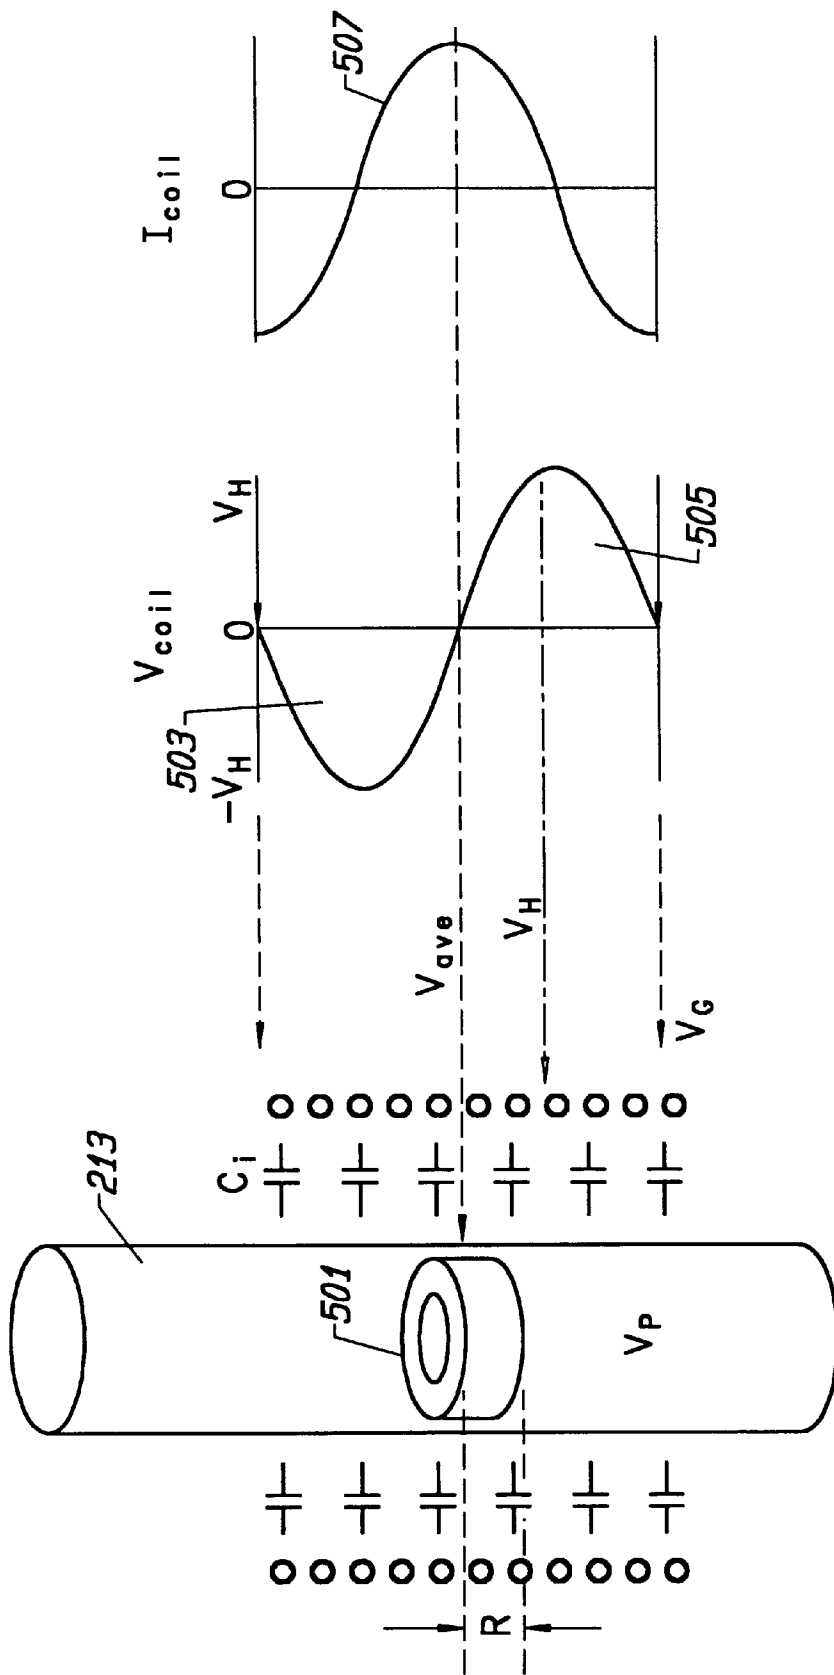 213
501
V_P
C_i
R
V_ave
V_H
V_G
503
-V_H
V_coil
0
V_H
505
I_coil
0
507